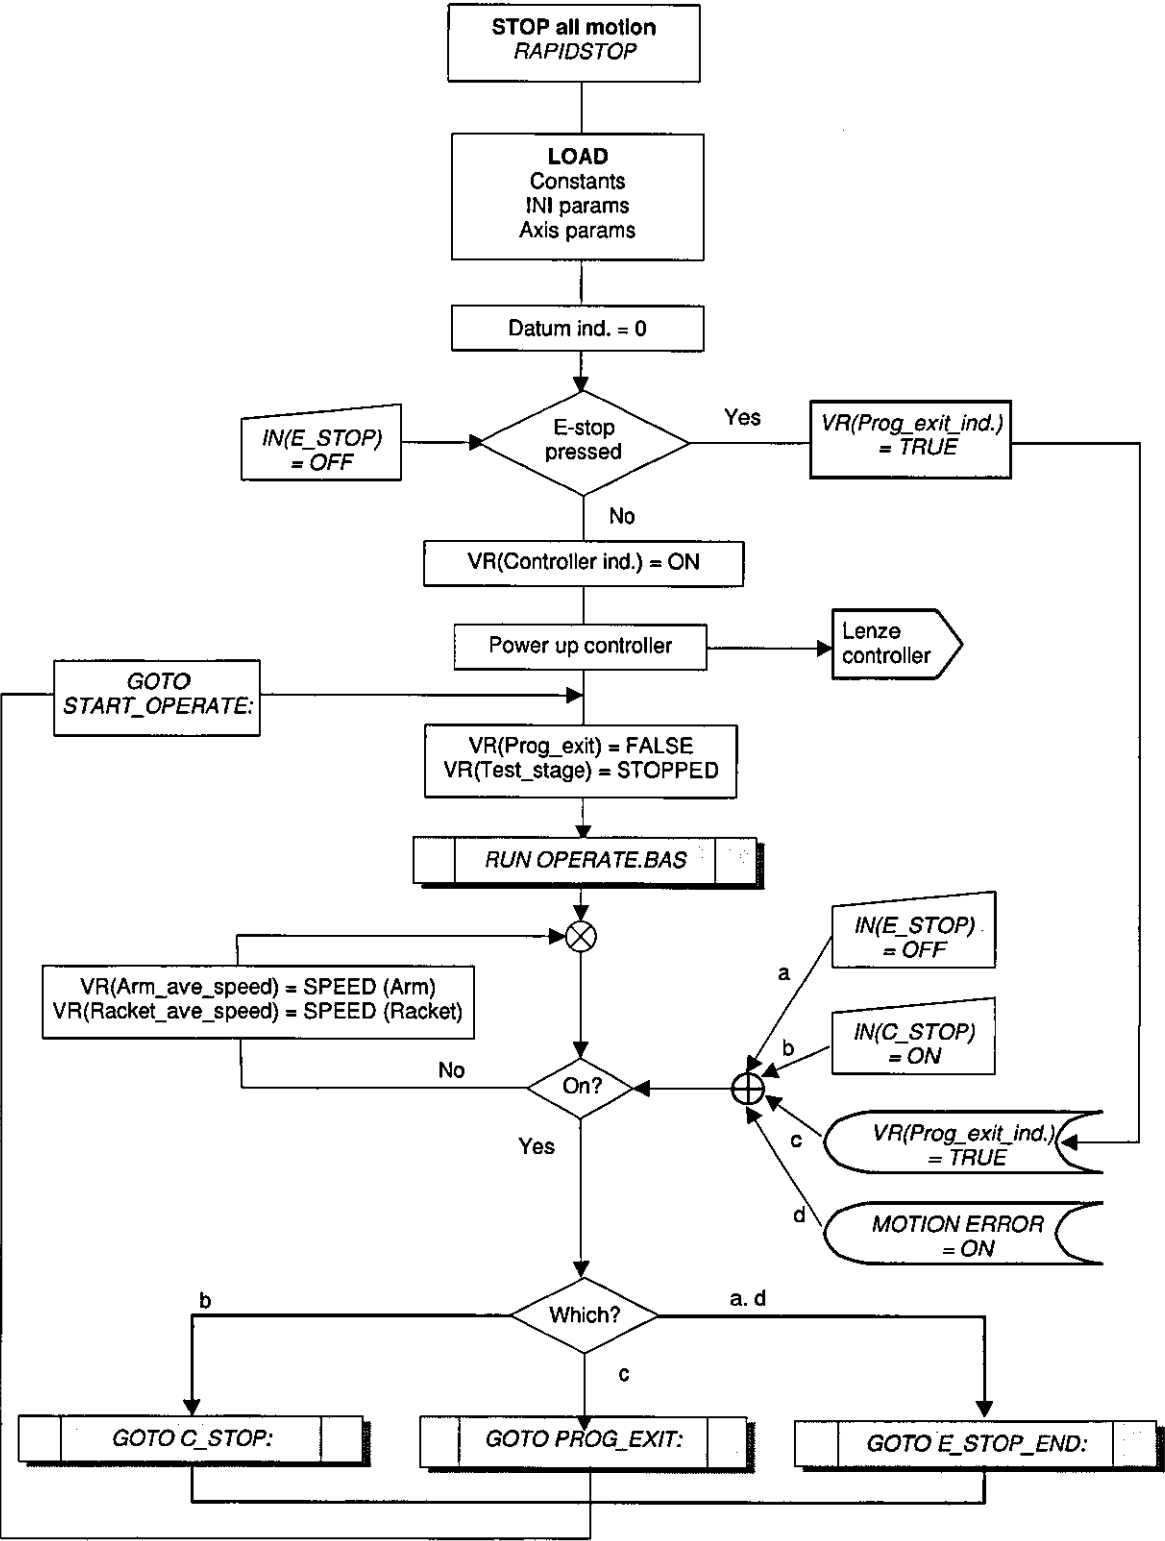 STOP all motion
RAPIDSTOP
LOAD
Constants
INI params
Axis params
Datum ind. = 0
IN(E_STOP)
= OFF
E-stop
pressed
Yes
VR(Prog_exit_ind.)
= TRUE
No
VR(Controller ind.) = ON
Power up controller
Lenze
controller
GOTO
START_OPERATE:
VR(Prog_exit) = FALSE
VR(Test_stage) = STOPPED
RUN OPERATE.BAS
IN(E_STOP)
= OFF
a
VR(Arm_ave_speed) = SPEED (Arm)
VR(Racket_ave_speed) = SPEED (Racket)
IN(C_STOP)
= ON
b
No
On?
Yes
c
VR(Prog_exit_ind.)
= TRUE
d
MOTION ERROR
= ON
b
Which?
a. d
c
GOTO C_STOP:
GOTO PROG_EXIT:
GOTO E_STOP_END: